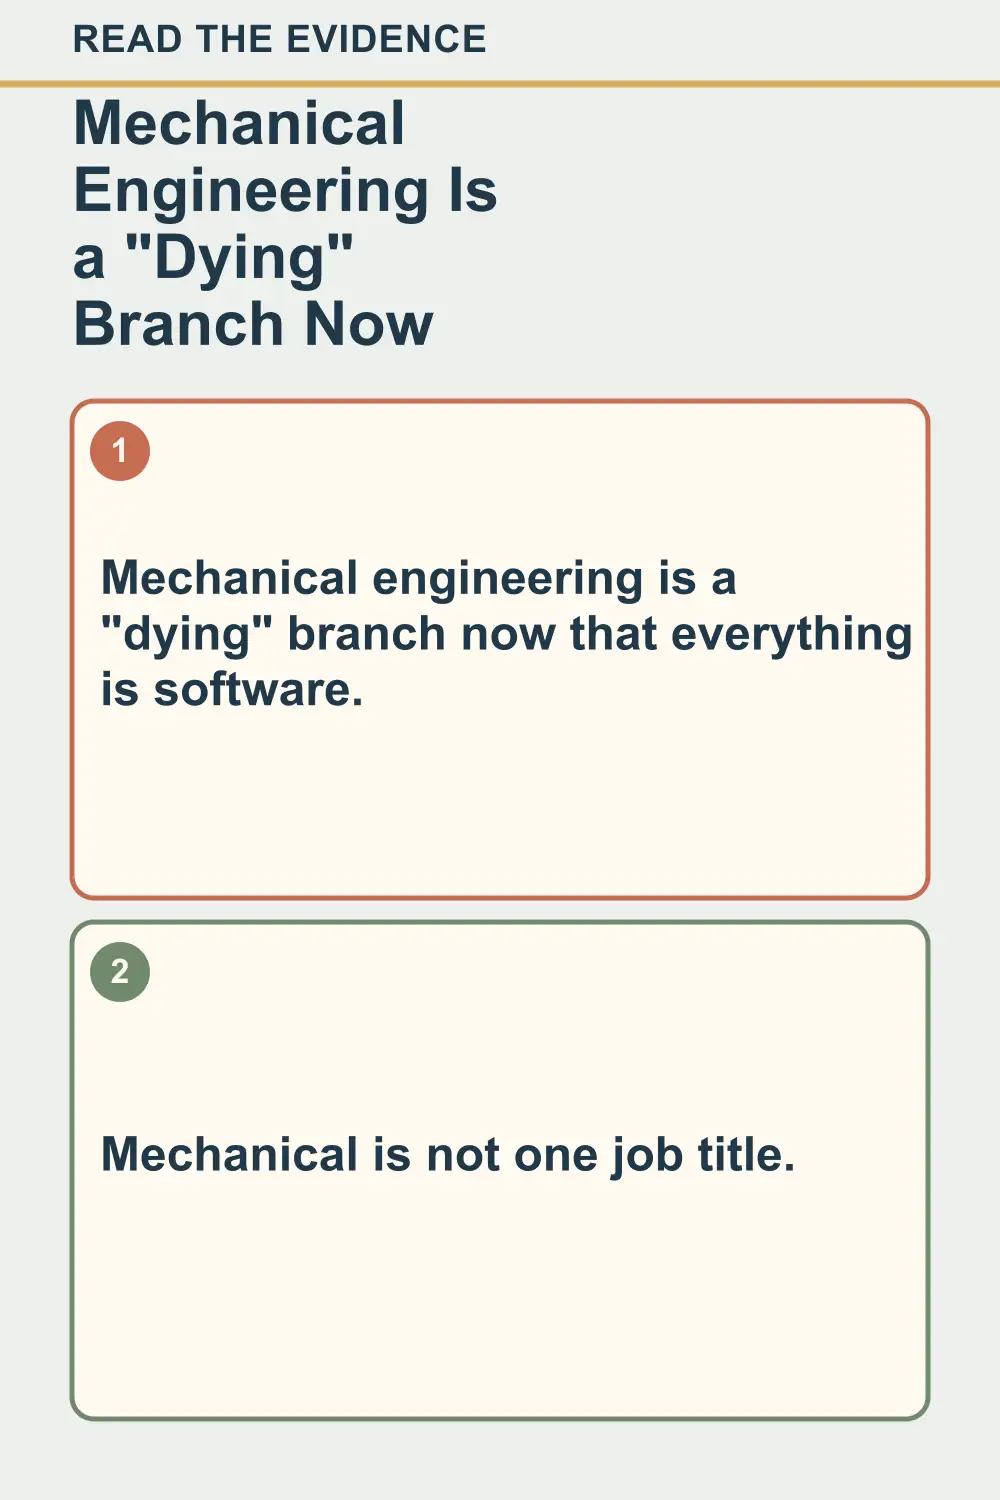 READ THE EVIDENCE
Mechanical
Engineering Is
a "Dying"
Branch Now
1
Mechanical engineering is a
"dying" branch now that everything
is software.
2
Mechanical is not one job title.